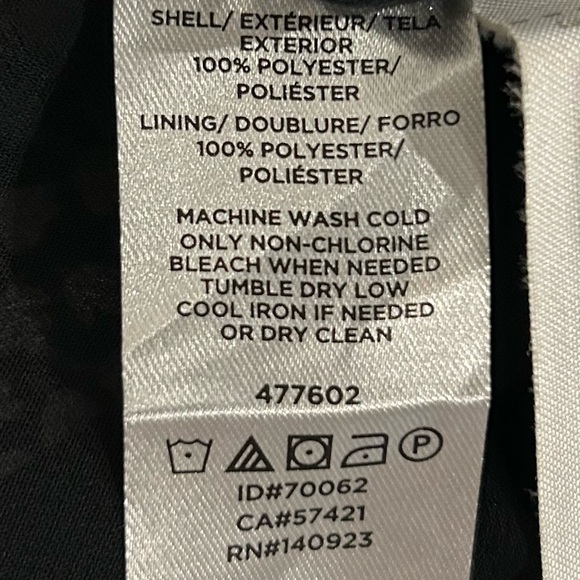 SHELL/ EXTÉRIEUR/ TELA
EXTERIOR
100% POLYESTER/
POLIÉSTER
LINING/ DOUBLURE/ FORRO
100% POLYESTER/
POLIÉSTER
MACHINE WASH COLD
ONLY NON-CHLORINE
BLEACH WHEN NEEDED
TUMBLE DRY LOW
COOL IRON IF NEEDED
OR DRY CLEAN
477602
P
ID#70062
CA#57421
RN#140923